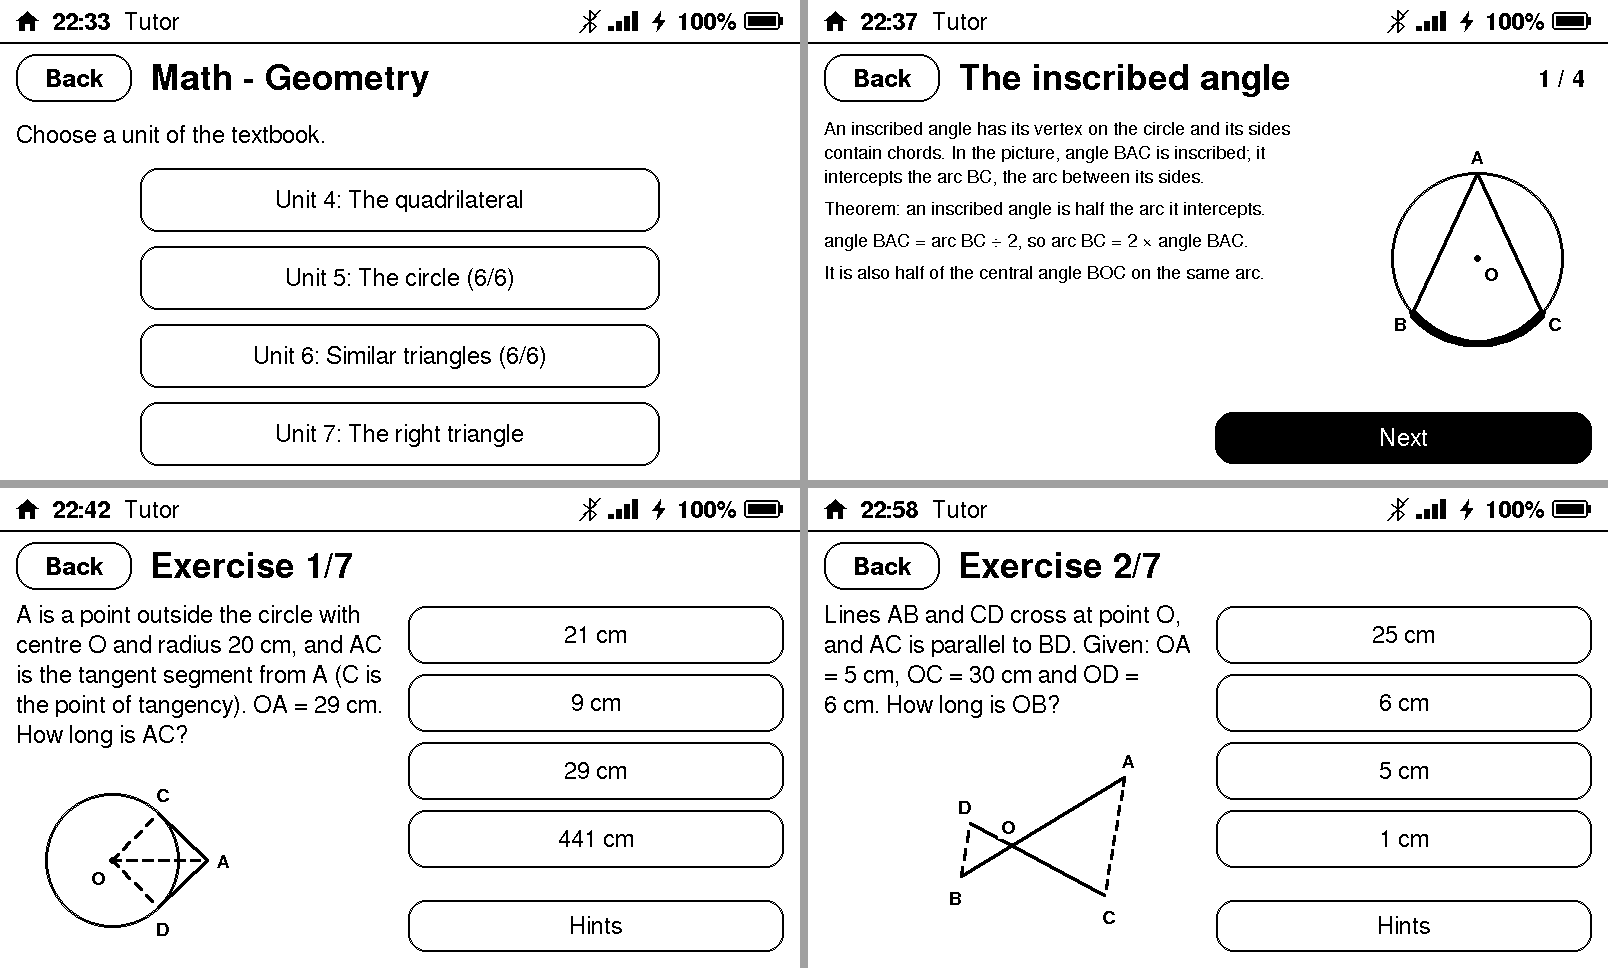 22:33 Tutor 100%
Back Math - Geometry
Choose a unit of the textbook.
Unit 4: The quadrilateral
Unit 5: The circle (6/6)
Unit 6: Similar triangles (6/6)
Unit 7: The right triangle
22:37 Tutor 100%
Back The inscribed angle 1 / 4
An inscribed angle has its vertex on the circle and its sides
contain chords. In the picture, angle BAC is inscribed; it
intercepts the arc BC, the arc between its sides.
Theorem: an inscribed angle is half the arc it intercepts.
angle BAC = arc BC ÷ 2, so arc BC = 2 × angle BAC.
It is also half of the central angle BOC on the same arc.
A
O
B C
Next
22:42 Tutor 100%
Back Exercise 1/7
A is a point outside the circle with
centre O and radius 20 cm, and AC
is the tangent segment from A (C is
the point of tangency). OA = 29 cm.
How long is AC?
C
A
O
D
21 cm
9 cm
29 cm
441 cm
Hints
22:58 Tutor 100%
Back Exercise 2/7
Lines AB and CD cross at point O,
and AC is parallel to BD. Given: OA
= 5 cm, OC = 30 cm and OD =
6 cm. How long is OB?
A
D
O
B
C
25 cm
6 cm
5 cm
1 cm
Hints